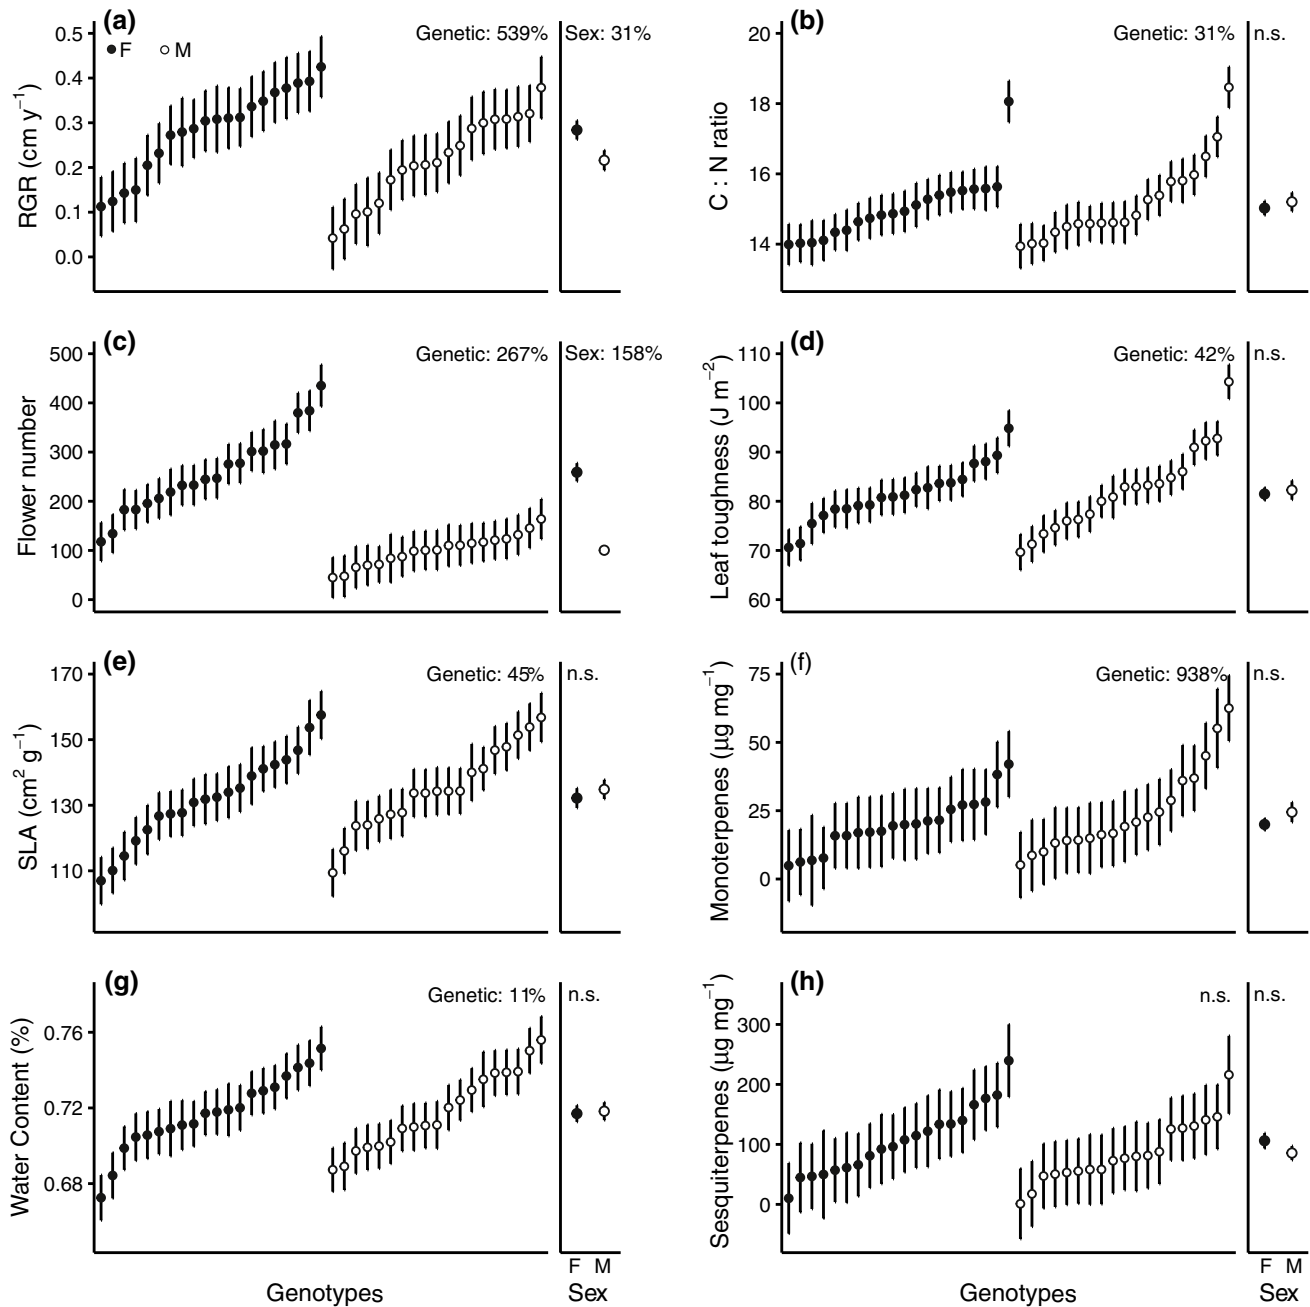 (a)
Genetic: 539%
Sex: 31%
F
M
RGR (cm y⁻¹)
0.5
0.4
0.3
0.2
0.1
0.0
(b)
Genetic: 31%
n.s.
C : N ratio
20
18
16
14
(c)
Genetic: 267%
Sex: 158%
Flower number
500
400
300
200
100
0
(d)
Genetic: 42%
n.s.
Leaf toughness (J m⁻²)
110
100
90
80
70
60
(e)
Genetic: 45%
n.s.
SLA (cm² g⁻¹)
170
150
130
110
(f)
Genetic: 938%
n.s.
Monoterpenes (µg mg⁻¹)
75
50
25
0
(g)
Genetic: 11%
n.s.
Water Content (%)
0.76
0.72
0.68
F M
Genotypes
Sex
(h)
n.s.
n.s.
Sesquiterpenes (µg mg⁻¹)
300
200
100
0
F M
Genotypes
Sex